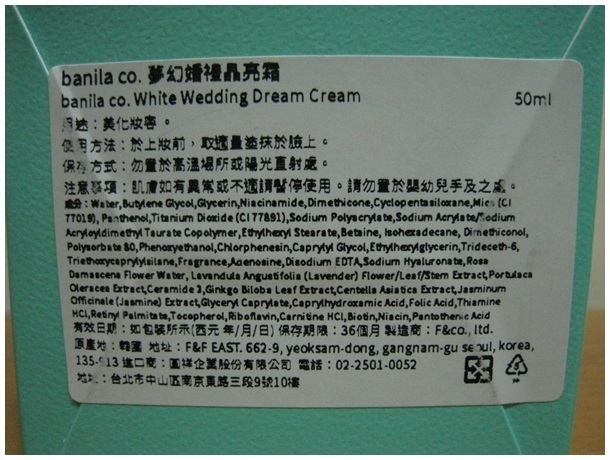 banila co. 夢幻婚禮晶亮霜
banila co. White Wedding Dream Cream 50ml
用途：美化妝容。
使用方法：於上妝前，取適量塗抹於臉上。
保存方式：勿置於高溫場所或陽光直射處。
注意事項：肌膚如有異常或不適請暫停使用。請勿置於嬰幼兒手及之處。
成分：Water,Butylene Glycol,Glycerin,Niacinamide,Dimethicone,Cyclopentasiloxane,Mica (CI
77019), Panthenol,Titanium Dioxide (CI 77891),Sodium Polyacrylate,Sodium Acrylate/Sodium
Acryloyldimethyl Taurate Copolymer,Ethylhexyl Stearate,Betaine, Isohexadecane, Dimethiconol,
Polysorbate 80,Phenoxyethanol,Chlorphenesin,Caprylyl Glycol,Ethylhexylglycerin,Trideceth-6,
Triethoxycaprylylsilane,Fragrance,Adenosine,Disodium EDTA,Sodium Hyaluronate,Rosa
Damascena Flower Water, Lavandula Angustifolia (Lavender) Flower/Leaf/Stem Extract,Portulaca
Oleracea Extract,Ceramide 3,Ginkgo Biloba Leaf Extract,Centella Asiatica Extract,Jasminum
Officinale (Jasmine) Extract,Glyceryl Caprylate,Caprylhydroxamic Acid,Folic Acid,Thiamine
HCl,Retinyl Palmitate,Tocopherol,Riboflavin,Carnitine HCl,Biotin,Niacin,Pantothenic Acid
有效日期：如包裝所示(西元 年/月/日) 保存期限：36個月 製造商：F&co., ltd.
原產地：韓國 地址：F&F EAST. 662-9, yeoksam-dong, gangnam-gu seoul, korea,
135-913 進口商：圓祥企業股份有限公司 電話：02-2501-0052
地址：台北市中山區南京東路三段9號10樓